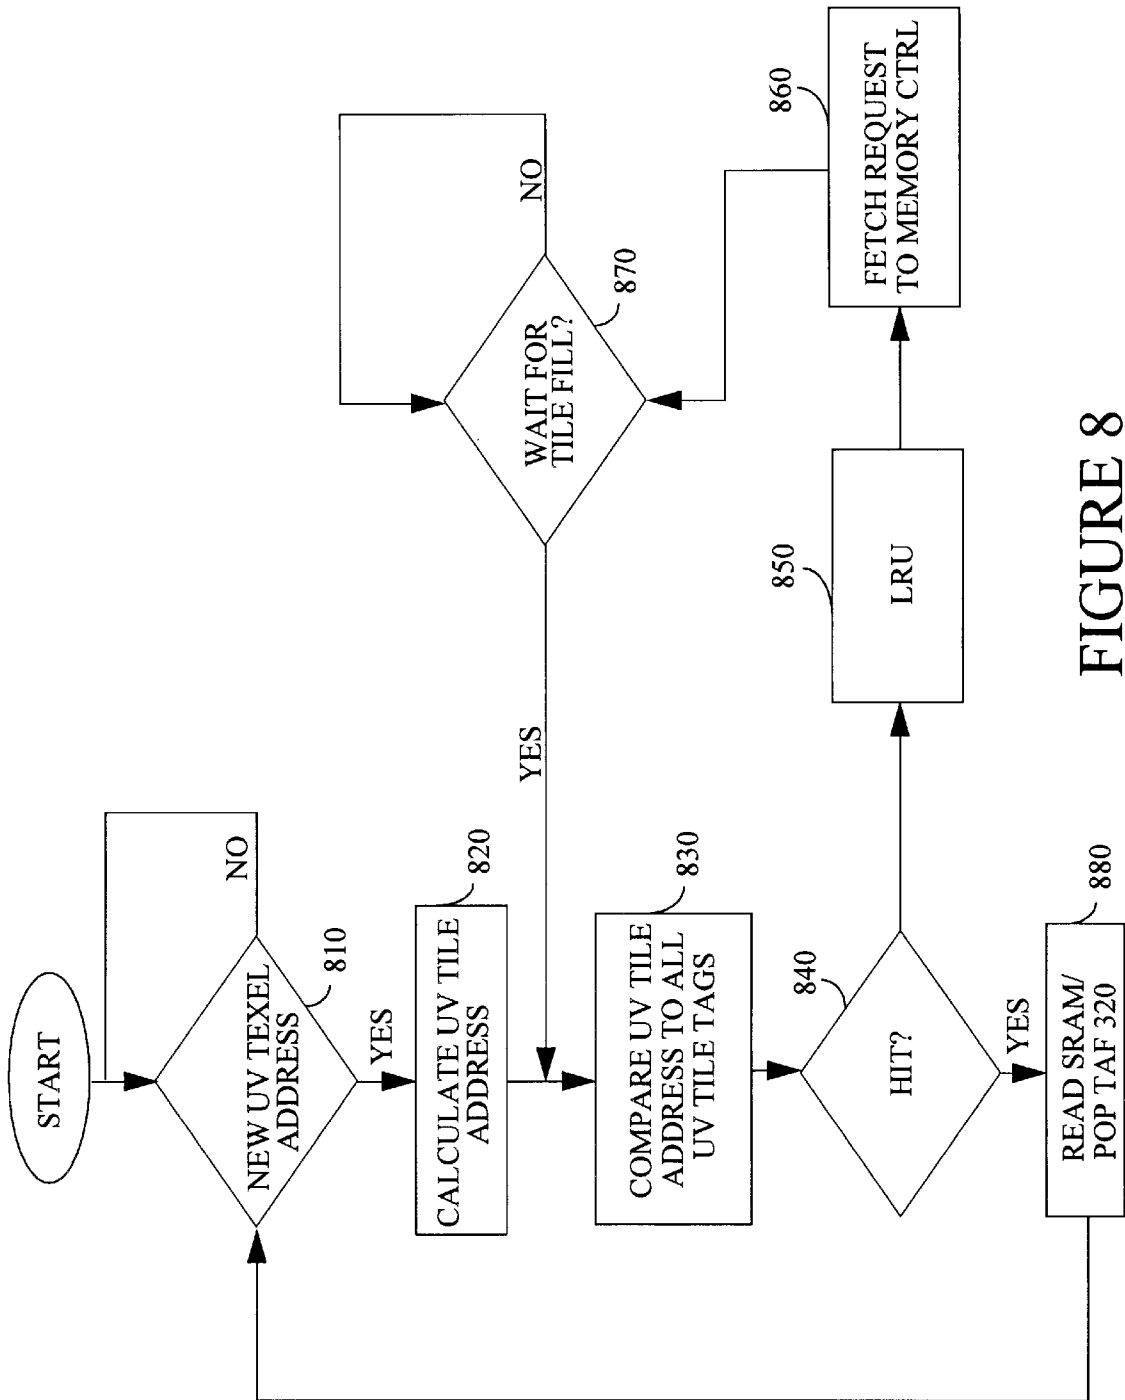 START
NEW UV TEXEL
ADDRESS
810
NO
YES
CALCULATE UV TILE
ADDRESS
820
COMPARE UV TILE
ADDRESS TO ALL
UV TILE TAGS
830
HIT?
840
YES
READ SRAM/
POP TAF 320
880
LRU
850
FETCH REQUEST
TO MEMORY CTRL
860
WAIT FOR
TILE FILL?
870
NO
YES
FIGURE 8